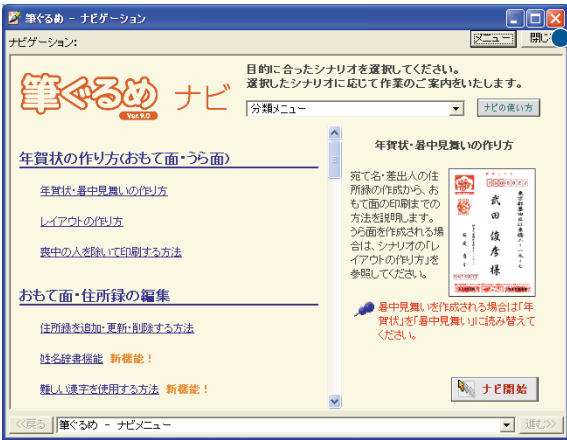 筆ぐるめ - ナビゲーション
ナビゲーション:
メニュー
閉じ
筆ぐるめ ナビ
Ver.9.0
目的に合ったシナリオを選択してください。
選択したシナリオに応じて作業のご案内をいたします。
分類メニュー
ナビの使い方
年賀状の作り方(おもて面・うら面)
年賀状・暑中見舞いの作り方
レイアウトの作り方
喪中の人を除いて印刷する方法
おもて面・住所録の編集
住所録を追加・更新・削除する方法
姓名辞書機能 新機能!
難しい漢字を使用する方法 新機能!
年賀状・暑中見舞いの作り方
宛て名・差出人の住
所録の作成から、お
もて面の印刷までの
方法を説明します。
うら面を作成される場
合は、シナリオの「レ
イアウトの作り方」を
参照してください。
武田俊彦様
暑中見舞いを作成される場合は「年
賀状」を「暑中見舞い」に読み替えて
ください。
ナビ開始
<<戻る
筆ぐるめ - ナビメニュー
進む>>